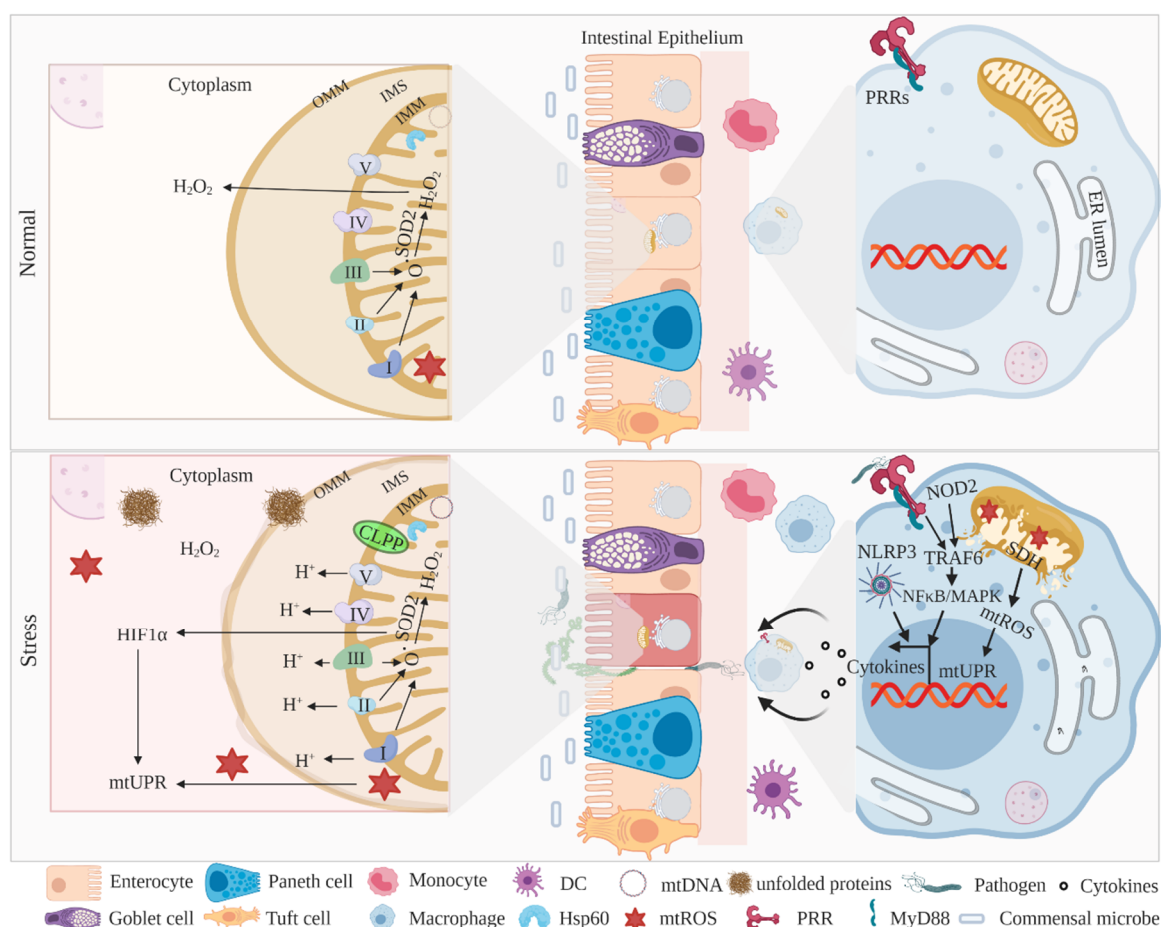 Normal
Cytoplasm
OMM
IMS
IMM
V
IV
III
II
I
H₂O₂
O·
SOD2
H₂O₂
Intestinal Epithelium
PRRs
ER lumen
Stress
Cytoplasm
OMM
IMS
IMM
CLPP
H₂O₂
H⁺
V
H⁺
IV
H⁺
III
H⁺
II
H⁺
I
O·
SOD2
H₂O₂
HIF1α
mtUPR
NOD2
NLRP3
TRAF6
SDH
NFκB/MAPK
mtROS
Cytokines
mtUPR
Enterocyte
Paneth cell
Monocyte
DC
mtDNA
unfolded proteins
Pathogen
Cytokines
Goblet cell
Tuft cell
Macrophage
Hsp60
mtROS
PRR
MyD88
Commensal microbe